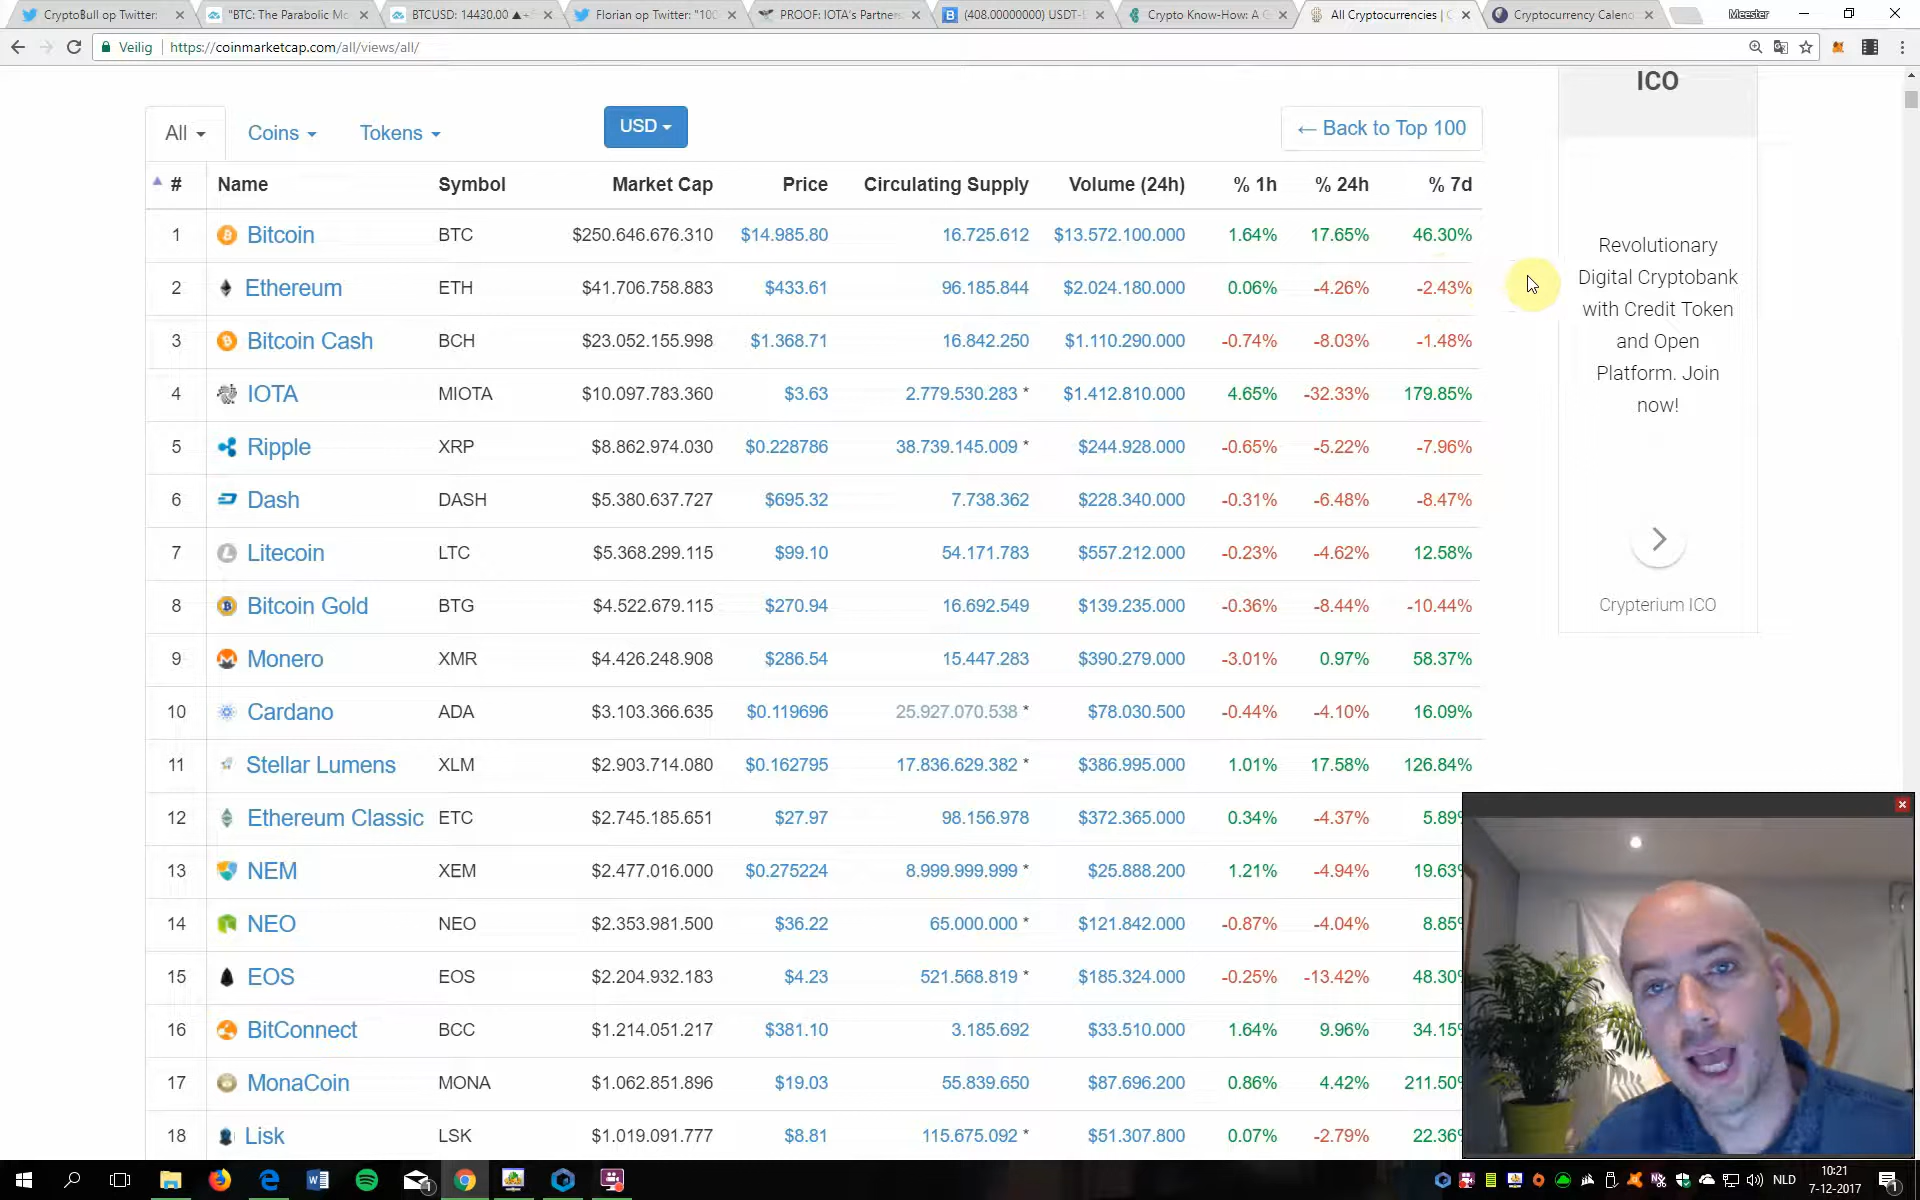 CryptoBull op Twitter:
"BTC: The Parabolic Mo
BTCUSD: 14430.00 ▲+
Florian op Twitter: "100
PROOF: IOTA's Partners
(408.00000000) USDT-
Crypto Know-How: A
All Cryptocurrencies |
Cryptocurrency Calen
Meester
Veilig
https://coinmarketcap.com/all/views/all/
All
Coins
Tokens
USD
← Back to Top 100
# Name Symbol Market Cap Price Circulating Supply Volume (24h) % 1h % 24h % 7d
1 Bitcoin BTC $250.646.676.310 $14.985.80 16.725.612 $13.572.100.000 1.64% 17.65% 46.30%
2 Ethereum ETH $41.706.758.883 $433.61 96.185.844 $2.024.180.000 0.06% -4.26% -2.43%
3 Bitcoin Cash BCH $23.052.155.998 $1.368.71 16.842.250 $1.110.290.000 -0.74% -8.03% -1.48%
4 IOTA MIOTA $10.097.783.360 $3.63 2.779.530.283 * $1.412.810.000 4.65% -32.33% 179.85%
5 Ripple XRP $8.862.974.030 $0.228786 38.739.145.009 * $244.928.000 -0.65% -5.22% -7.96%
6 Dash DASH $5.380.637.727 $695.32 7.738.362 $228.340.000 -0.31% -6.48% -8.47%
7 Litecoin LTC $5.368.299.115 $99.10 54.171.783 $557.212.000 -0.23% -4.62% 12.58%
8 Bitcoin Gold BTG $4.522.679.115 $270.94 16.692.549 $139.235.000 -0.36% -8.44% -10.44%
9 Monero XMR $4.426.248.908 $286.54 15.447.283 $390.279.000 -3.01% 0.97% 58.37%
10 Cardano ADA $3.103.366.635 $0.119696 25.927.070.538 * $78.030.500 -0.44% -4.10% 16.09%
11 Stellar Lumens XLM $2.903.714.080 $0.162795 17.836.629.382 * $386.995.000 1.01% 17.58% 126.84%
12 Ethereum Classic ETC $2.745.185.651 $27.97 98.156.978 $372.365.000 0.34% -4.37% 5.89%
13 NEM XEM $2.477.016.000 $0.275224 8.999.999.999 * $25.888.200 1.21% -4.94% 19.63%
14 NEO NEO $2.353.981.500 $36.22 65.000.000 * $121.842.000 -0.87% -4.04% 8.85%
15 EOS EOS $2.204.932.183 $4.23 521.568.819 * $185.324.000 -0.25% -13.42% 48.30%
16 BitConnect BCC $1.214.051.217 $381.10 3.185.692 $33.510.000 1.64% 9.96% 34.15%
17 MonaCoin MONA $1.062.851.896 $19.03 55.839.650 $87.696.200 0.86% 4.42% 211.50%
18 Lisk LSK $1.019.091.777 $8.81 115.675.092 * $51.307.800 0.07% -2.79% 22.36%
ICO
Revolutionary
Digital Cryptobank
with Credit Token
and Open
Platform. Join
now!
Crypterium ICO
NLD
10:21
7-12-2017